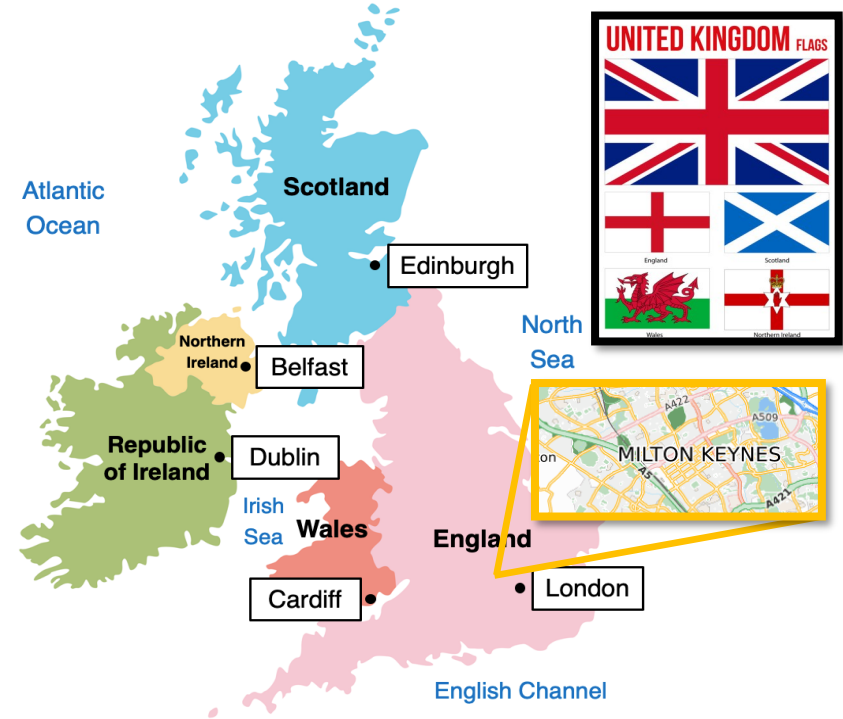 UNITED KINGDOM FLAGS
England
Scotland
Wales
Northern Ireland
Atlantic
Ocean
Scotland
Edinburgh
North
Sea
Northern
Ireland
Belfast
A422
A509
on
MILTON KEYNES
A5
A421
Republic
of Ireland
Dublin
Irish
Sea
Wales
England
Cardiff
London
English Channel